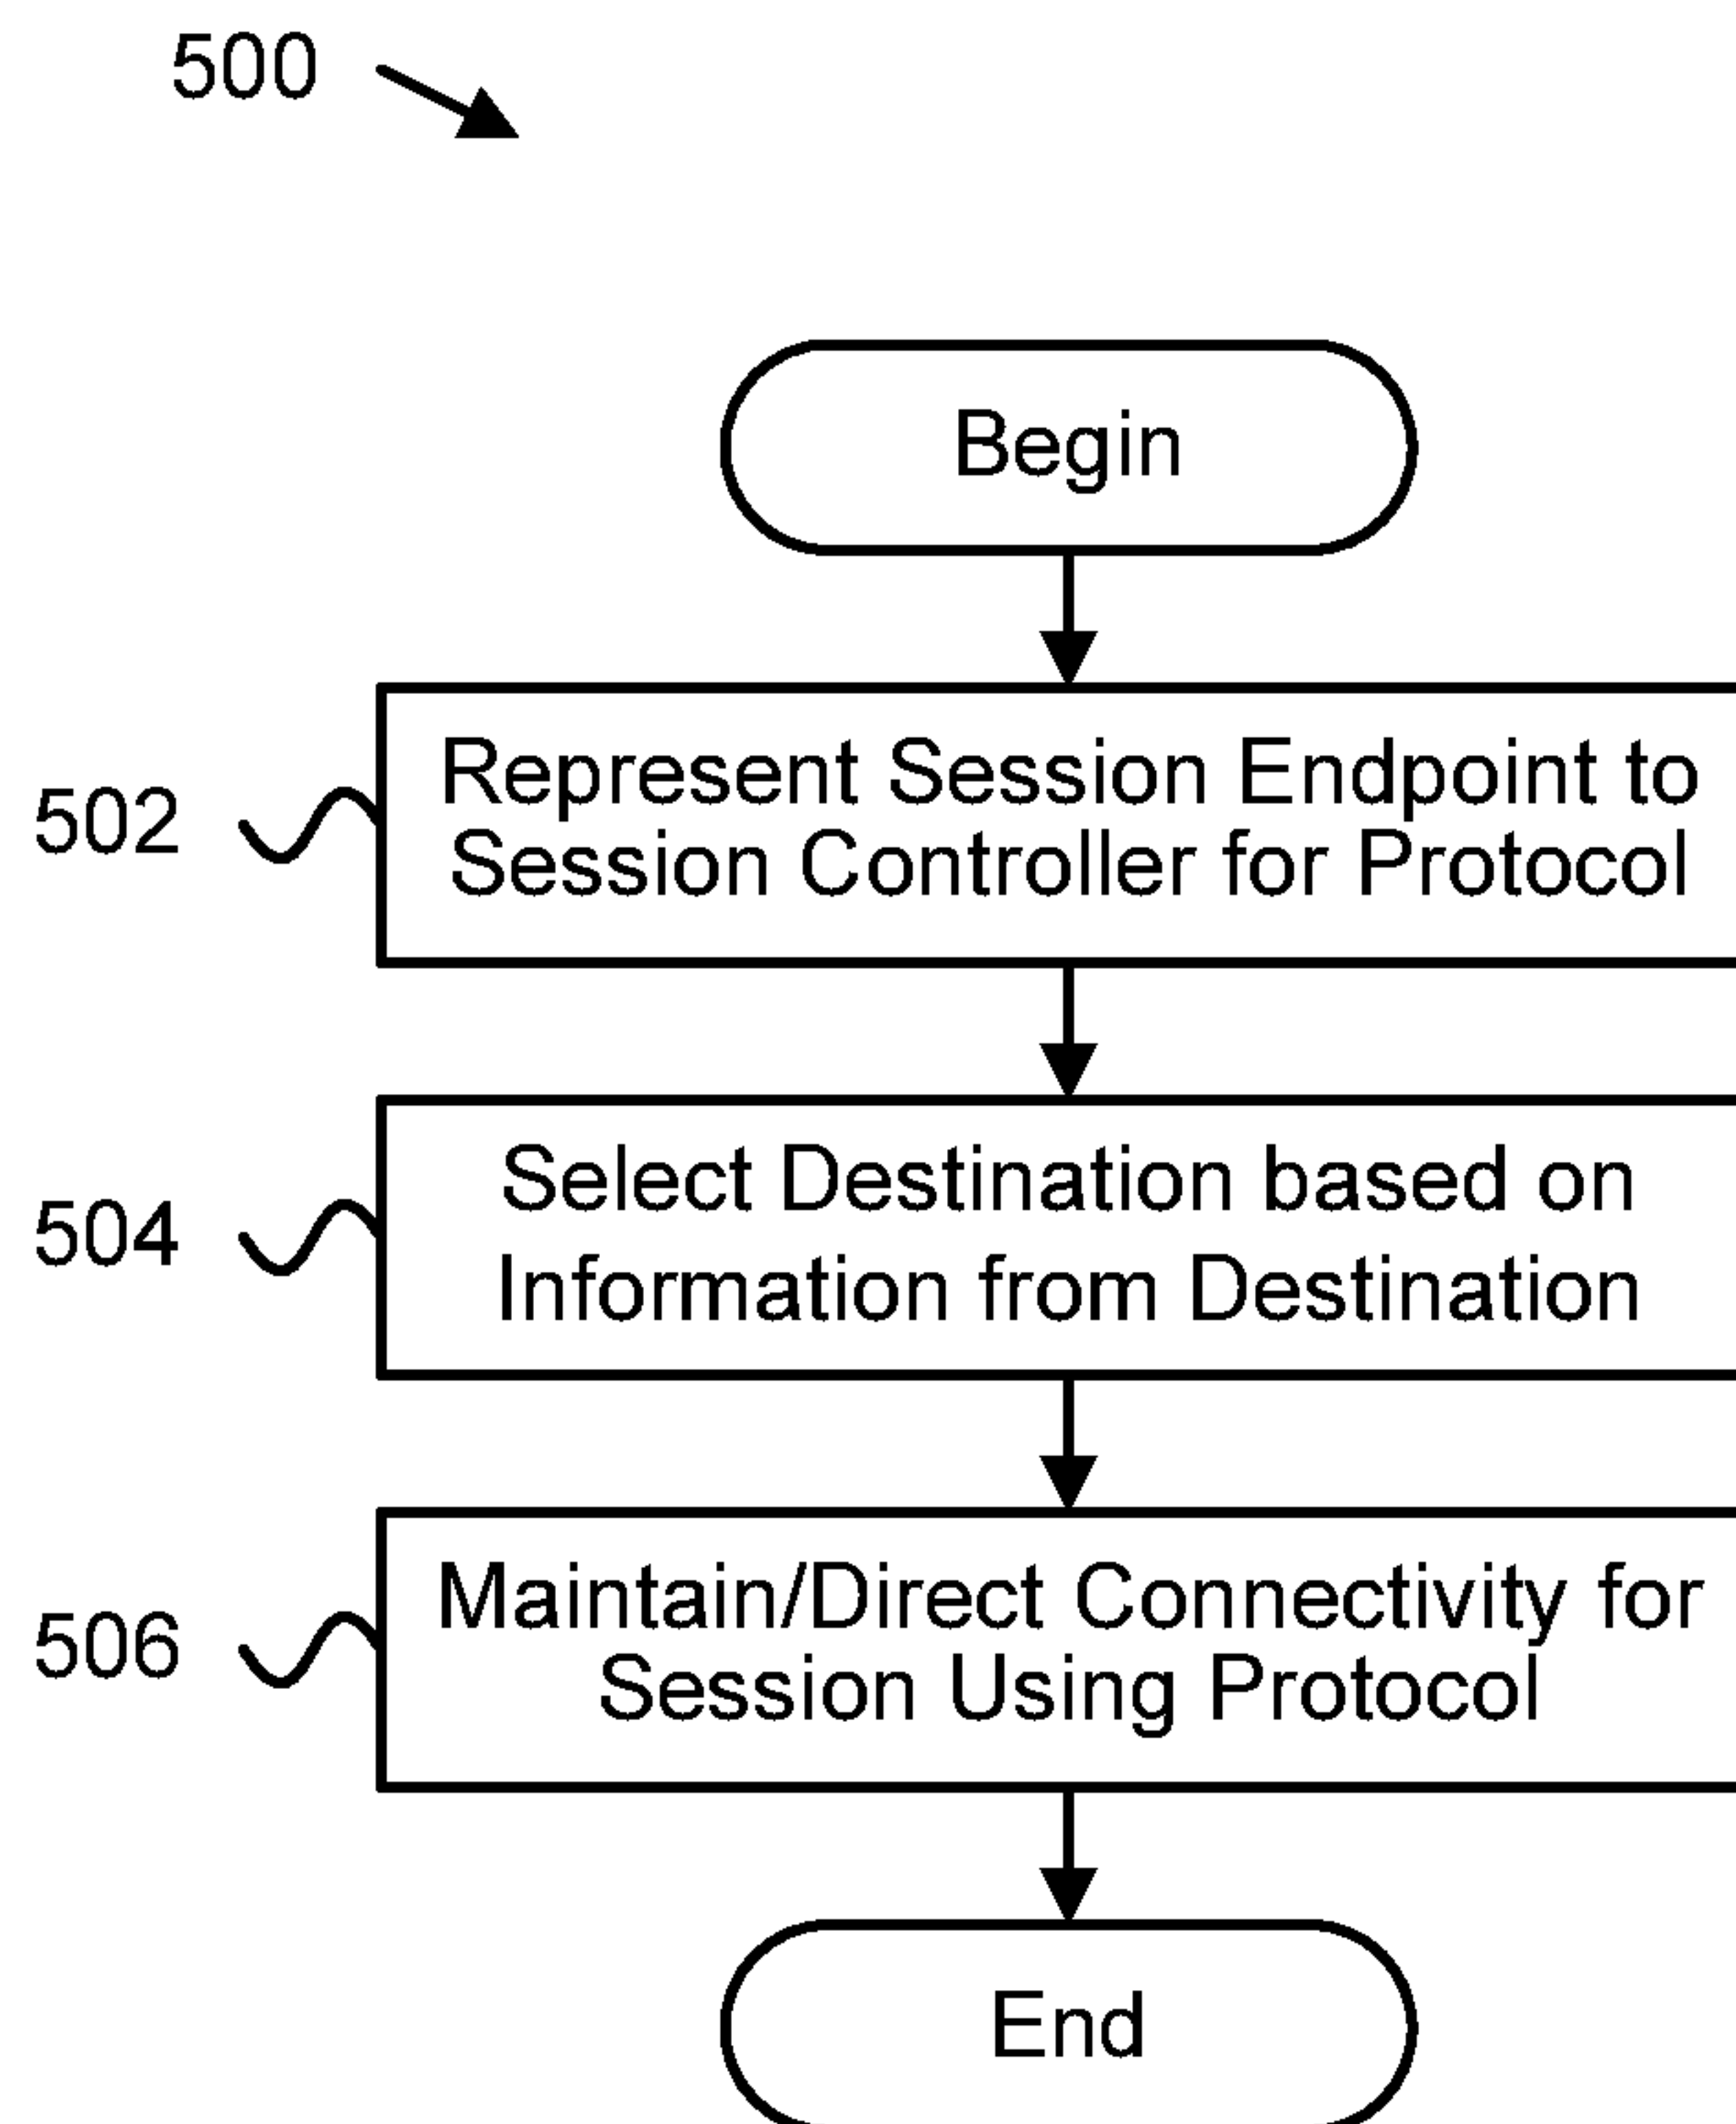 500
Begin
502
Represent Session Endpoint to
Session Controller for Protocol
504
Select Destination based on
Information from Destination
506
Maintain/Direct Connectivity for
Session Using Protocol
End